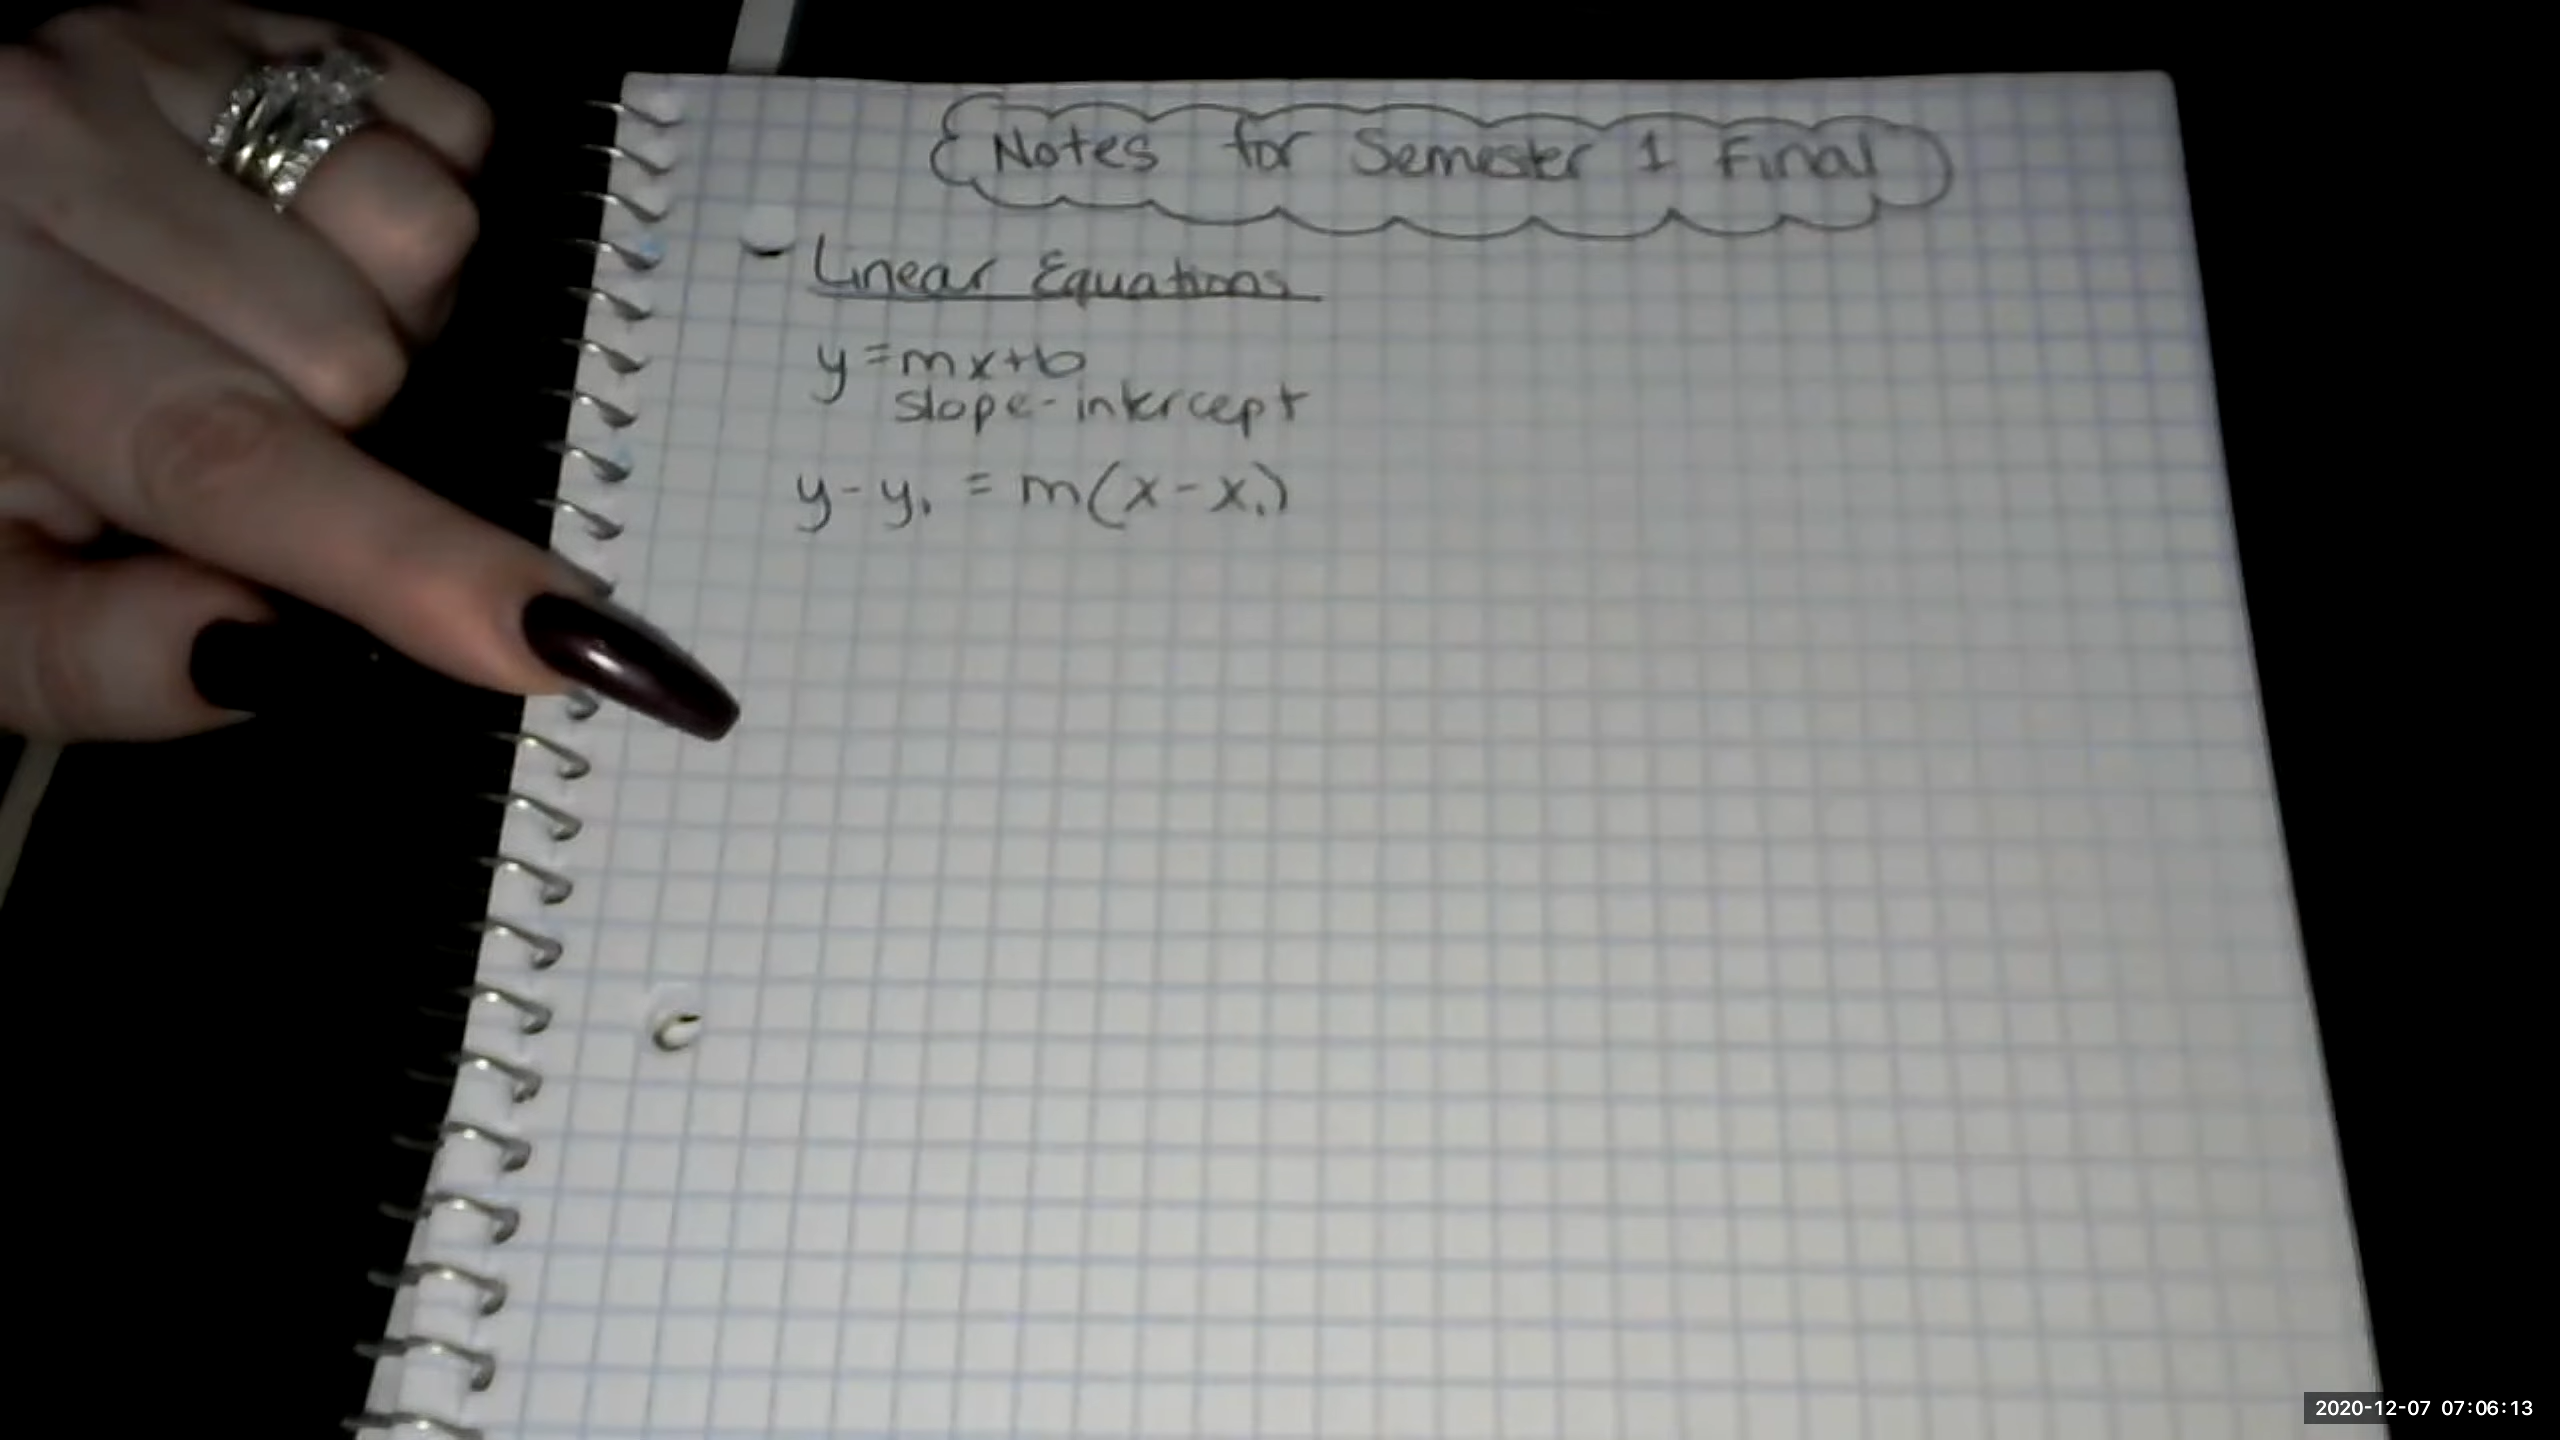 Notes for Semester 1 Final
- Linear Equations
y=mx+b
slope-intercept
y-y₁ = m(x-x₁)
2020-12-07 07:06:13